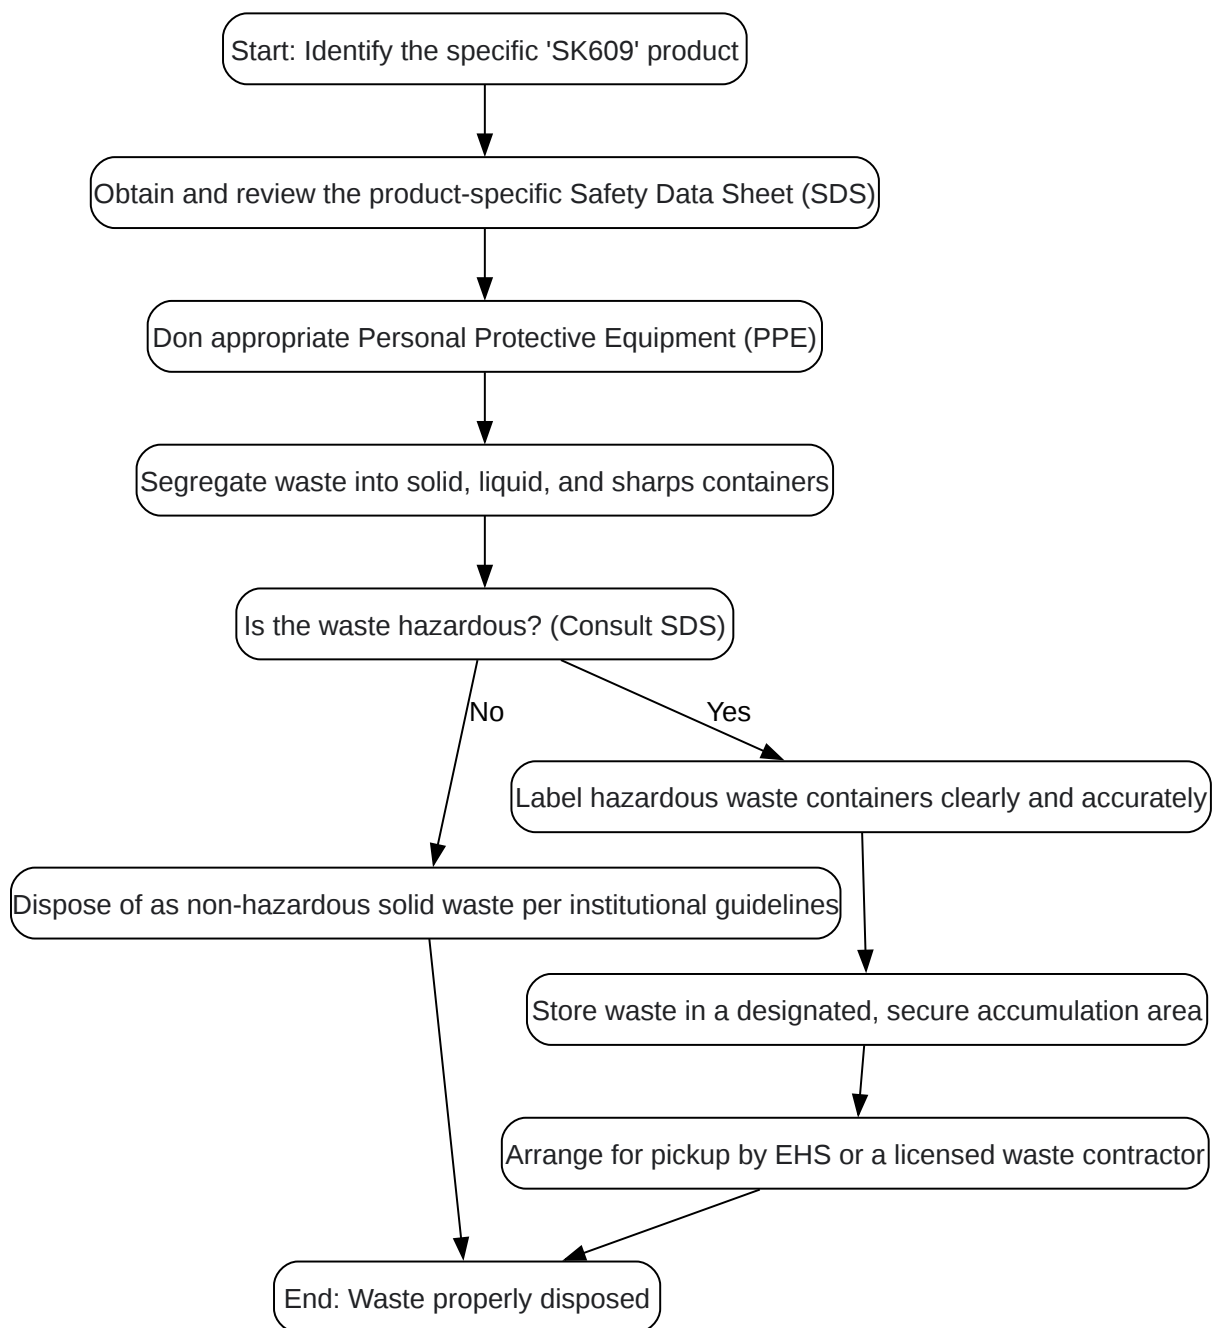 Start: Identify the specific 'SK609' product
Obtain and review the product-specific Safety Data Sheet (SDS)
Don appropriate Personal Protective Equipment (PPE)
Segregate waste into solid, liquid, and sharps containers
Is the waste hazardous? (Consult SDS)
No
Yes
Label hazardous waste containers clearly and accurately
Dispose of as non-hazardous solid waste per institutional guidelines
Store waste in a designated, secure accumulation area
Arrange for pickup by EHS or a licensed waste contractor
End: Waste properly disposed